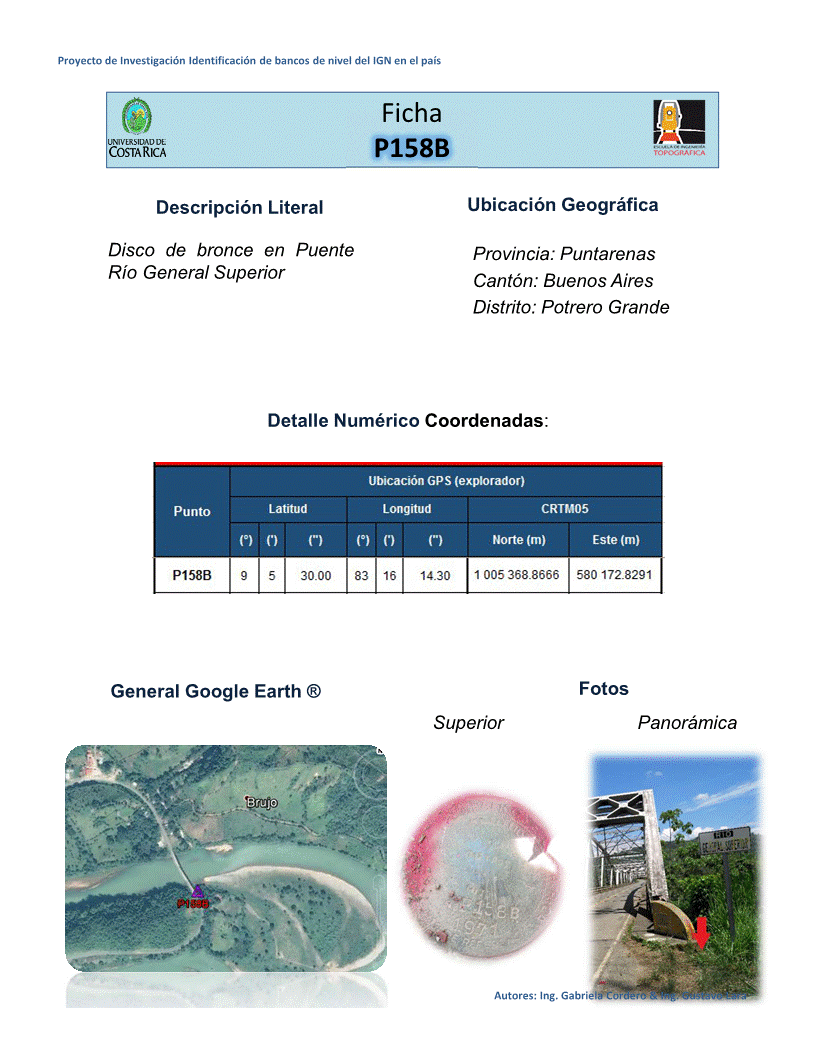 Proyecto de Investigación Identificación de bancos de nivel del IGN en el país
Ficha
P158B
UNIVERSIDAD DE
COSTA RICA
ESCUELA DE INGENIERÍA
TOPOGRÁFICA
Descripción Literal
Disco de bronce en Puente
Río General Superior
Ubicación Geográfica
Provincia: Puntarenas
Cantón: Buenos Aires
Distrito: Potrero Grande
Detalle Numérico Coordenadas:
Punto
Ubicación GPS (explorador)
Latitud Longitud CRTM05
(°) (') (") (°) (') (") Norte (m) Este (m)
P158B 9 5 30.00 83 16 14.30 1 005 368.8666 580 172.8291
General Google Earth ®
Fotos
Superior Panorámica
Brujo
P158B
158B
1971
RIO
GENERAL SUPERIOR
Autores: Ing. Gabriela Cordero & Ing. Gustavo Lara